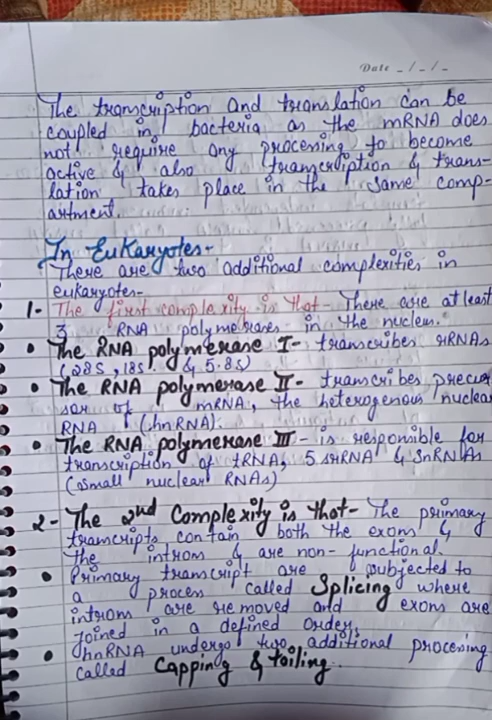 Date _/_/_
The transcription and translation can be
coupled in bacteria as the mRNA does
not require any processing to become
active & also transcription & trans-
lation takes place in the same comp-
artment.
In Eukaryotes-
There are two additional complexities in
eukaryotes-
1- The first complexity is that- There are at least
3 RNA polymerases in the nucleus.
• The RNA polymerase I- transcribes rRNAs
(28S, 18S & 5.8S)
• The RNA polymerase II- transcribes precur
sor of mRNA, the heterogenous nuclear
RNA (hnRNA).
• The RNA polymerase III- is responsible for
transcription of tRNA, 5 srRNA & SnRNAs
(small nuclear RNAs)
2- The 2nd Complexity is that- The primary
transcripts contain both the exons &
the introns & are non-functional.
• Primary transcript are subjected to
a process called Splicing where
introns are removed and exons are
joined in a defined order.
• hnRNA undergo two additional processing
called Capping & tailing.